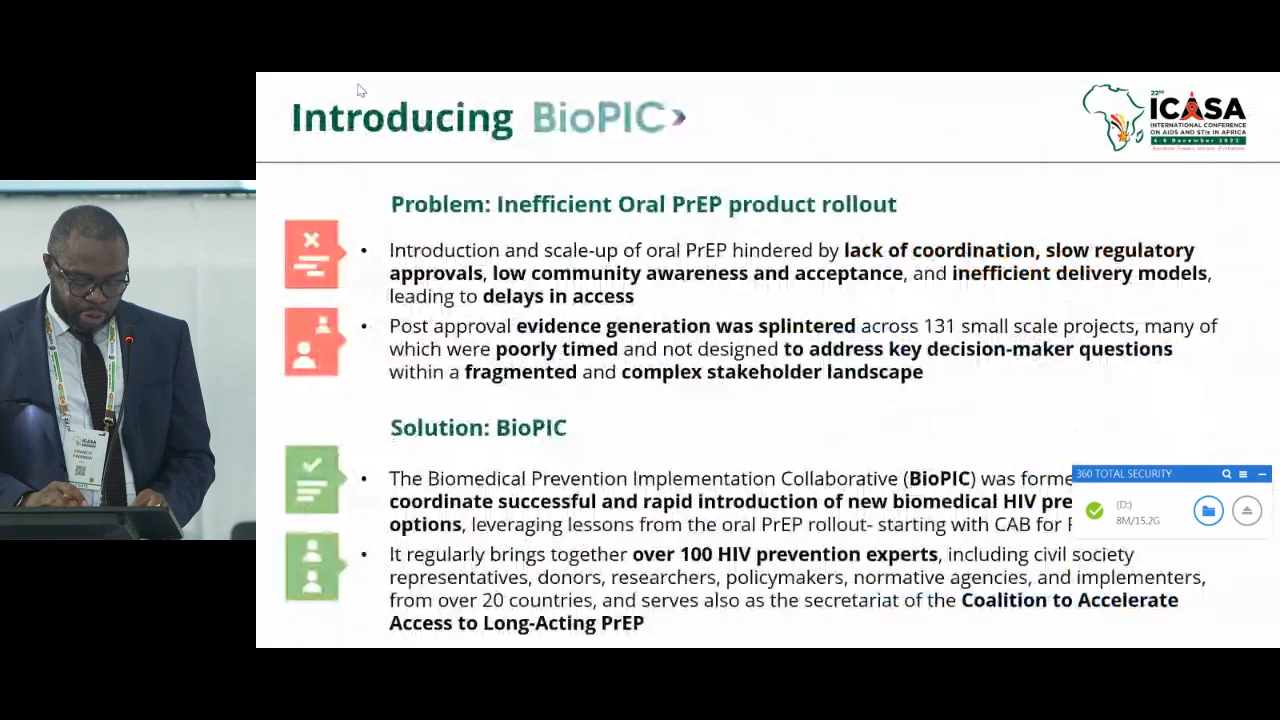 Introducing BioPIC
22ND
ICASA
INTERNATIONAL CONFERENCE
ON AIDS AND STIs IN AFRICA
4-9 December 2023
Problem: Inefficient Oral PrEP product rollout
• Introduction and scale-up of oral PrEP hindered by lack of coordination, slow regulatory
approvals, low community awareness and acceptance, and inefficient delivery models,
leading to delays in access
• Post approval evidence generation was splintered across 131 small scale projects, many of
which were poorly timed and not designed to address key decision-maker questions
within a fragmented and complex stakeholder landscape
Solution: BioPIC
• The Biomedical Prevention Implementation Collaborative (BioPIC) was forme
coordinate successful and rapid introduction of new biomedical HIV pre
options, leveraging lessons from the oral PrEP rollout- starting with CAB for
• It regularly brings together over 100 HIV prevention experts, including civil society
representatives, donors, researchers, policymakers, normative agencies, and implementers,
from over 20 countries, and serves also as the secretariat of the Coalition to Accelerate
Access to Long-Acting PrEP
360 TOTAL SECURITY
(D:)
8M/15.2G
ICASA
FRANCK